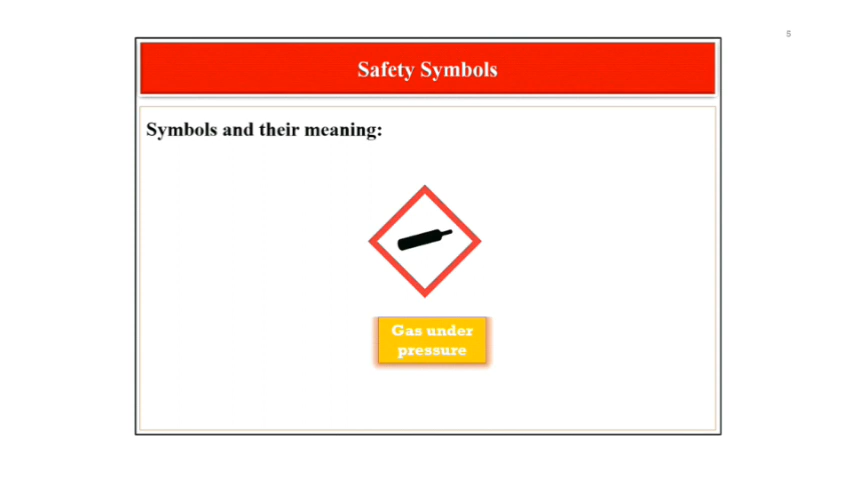 5
Safety Symbols
Symbols and their meaning:
Gas under
pressure